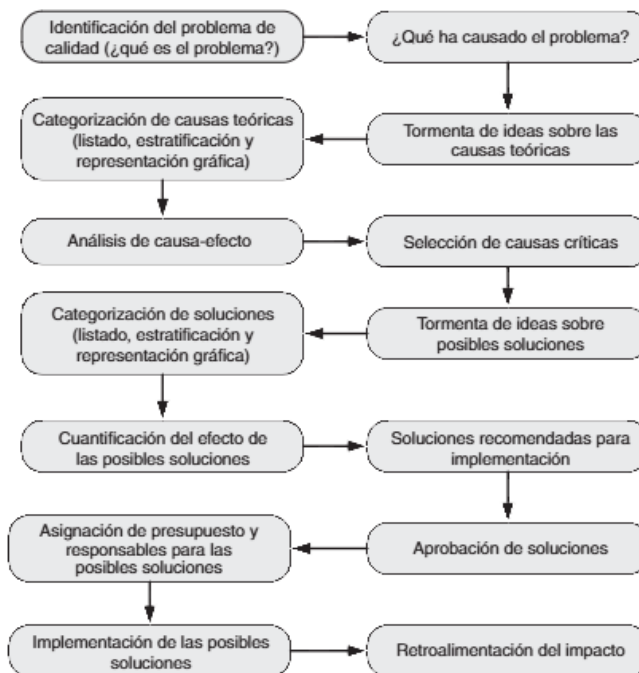 Identificación del problema de
calidad (¿qué es el problema?)
¿Qué ha causado el problema?
Tormenta de ideas sobre las
causas teóricas
Categorización de causas teóricas
(listado, estratificación y
representación gráfica)
Análisis de causa-efecto
Selección de causas críticas
Tormenta de ideas sobre
posibles soluciones
Categorización de soluciones
(listado, estratificación y
representación gráfica)
Cuantificación del efecto de
las posibles soluciones
Soluciones recomendadas para
implementación
Aprobación de soluciones
Asignación de presupuesto y
responsables para las
posibles soluciones
Implementación de las posibles
soluciones
Retroalimentación del impacto